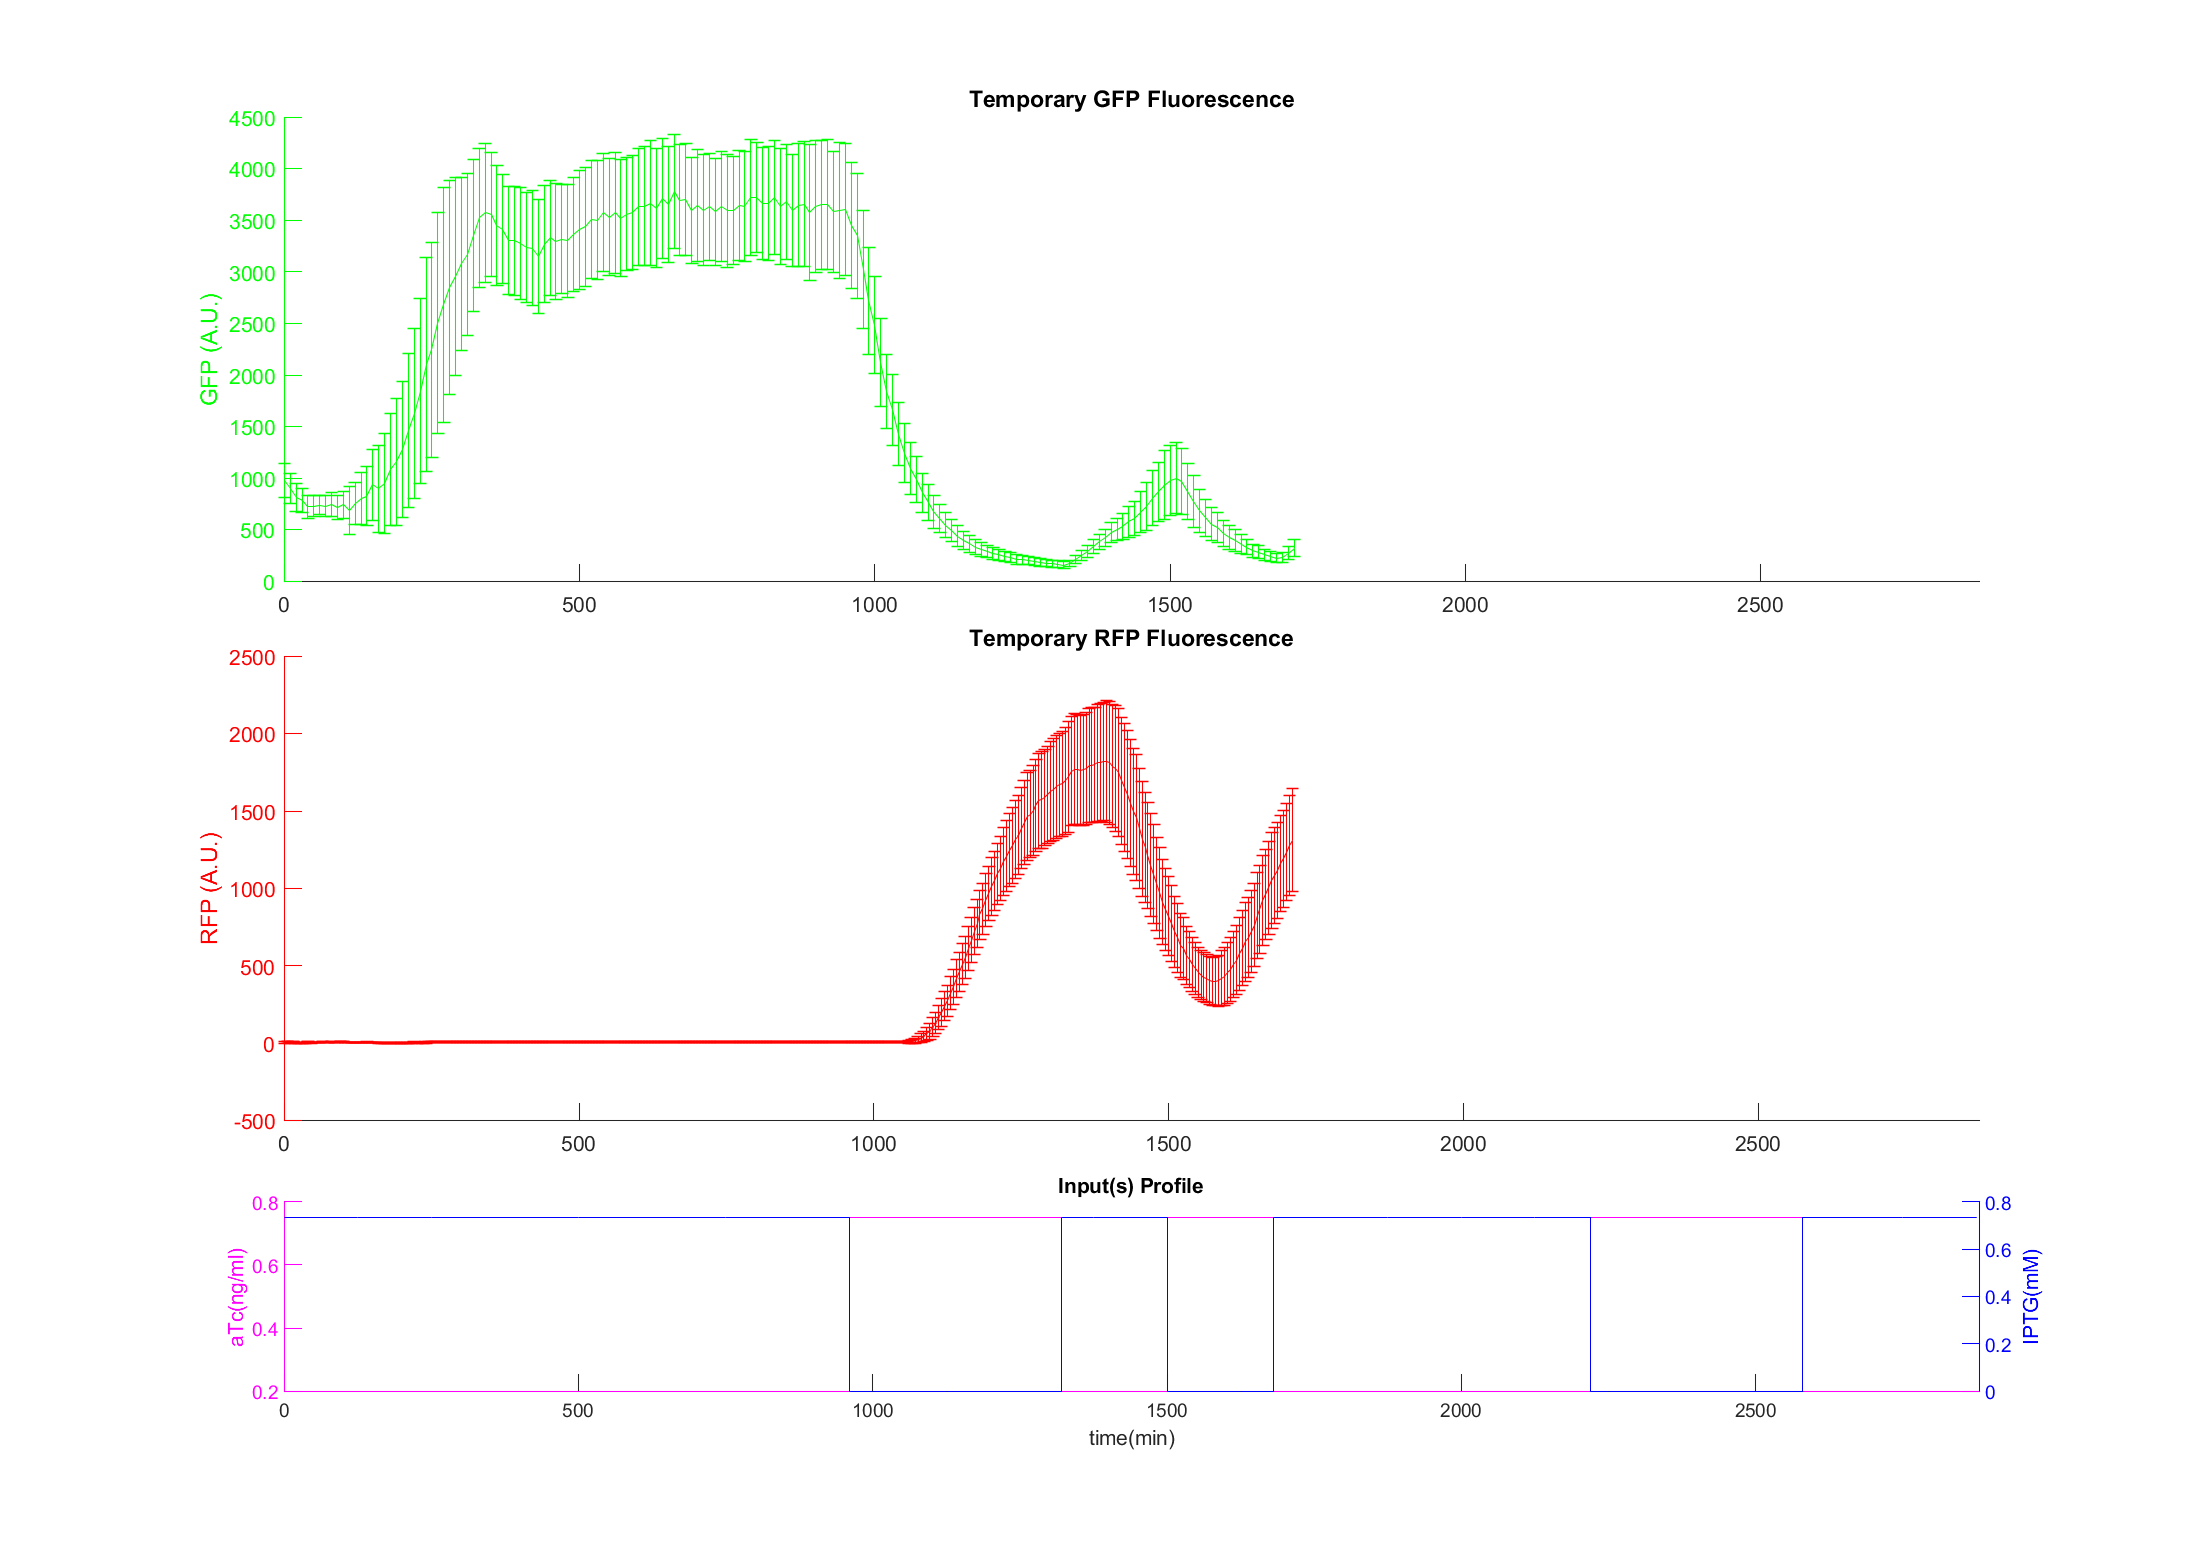 Temporary GFP Fluorescence
4500
4000
3500
3000
2500
2000
1500
1000
500
0
GFP (A.U.)
0 500 1000 1500 2000 2500
Temporary RFP Fluorescence
2500
2000
1500
1000
500
0
-500
RFP (A.U.)
0 500 1000 1500 2000 2500
Input(s) Profile
0.8
0.6
0.4
0.2
aTc(ng/ml)
0.8
0.6
0.4
0.2
0
IPTG(mM)
0 500 1000 1500 2000 2500
time(min)